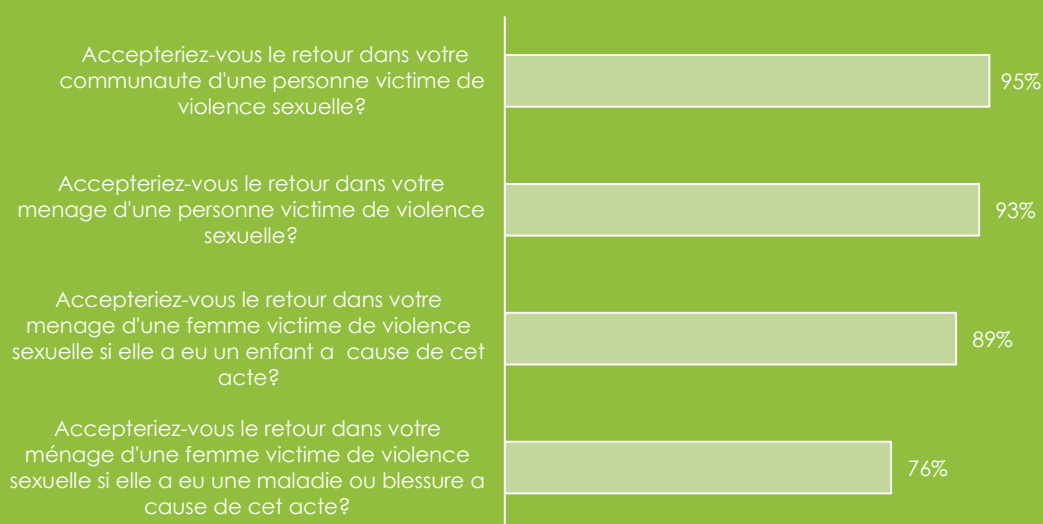 Accepteriez-vous le retour dans votre
communaute d'une personne victime de
violence sexuelle?
95%
Accepteriez-vous le retour dans votre
menage d'une personne victime de violence
sexuelle?
93%
Accepteriez-vous le retour dans votre
menage d'une femme victime de violence
sexuelle si elle a eu un enfant a  cause de cet
acte?
89%
Accepteriez-vous le retour dans votre
ménage d'une femme victime de violence
sexuelle si elle a eu une maladie ou blessure a
cause de cet acte?
76%